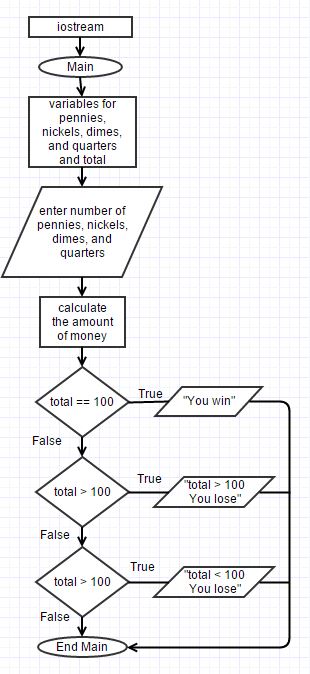 iostream
Main
variables for
pennies,
nickels, dimes,
and quarters
and total
enter number of
pennies, nickels,
dimes, and
quarters
calculate
the amount
of money
total == 100
True
"You win"
False
total > 100
True
"total > 100
You lose"
False
total > 100
True
"total < 100
You lose"
False
End Main